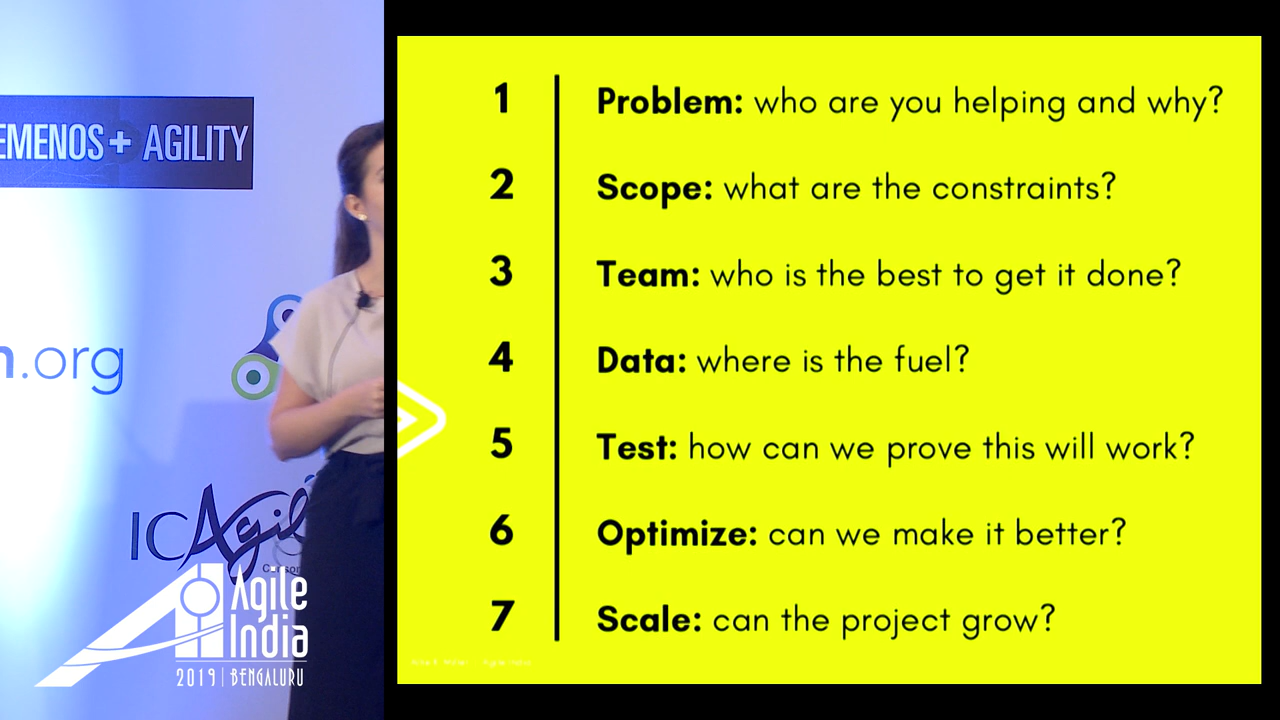 EMENOS + AGILITY
n.org
ICAgil
Agile
India
2019 | BENGALURU
1 Problem: who are you helping and why?
2 Scope: what are the constraints?
3 Team: who is the best to get it done?
4 Data: where is the fuel?
5 Test: how can we prove this will work?
6 Optimize: can we make it better?
7 Scale: can the project grow?